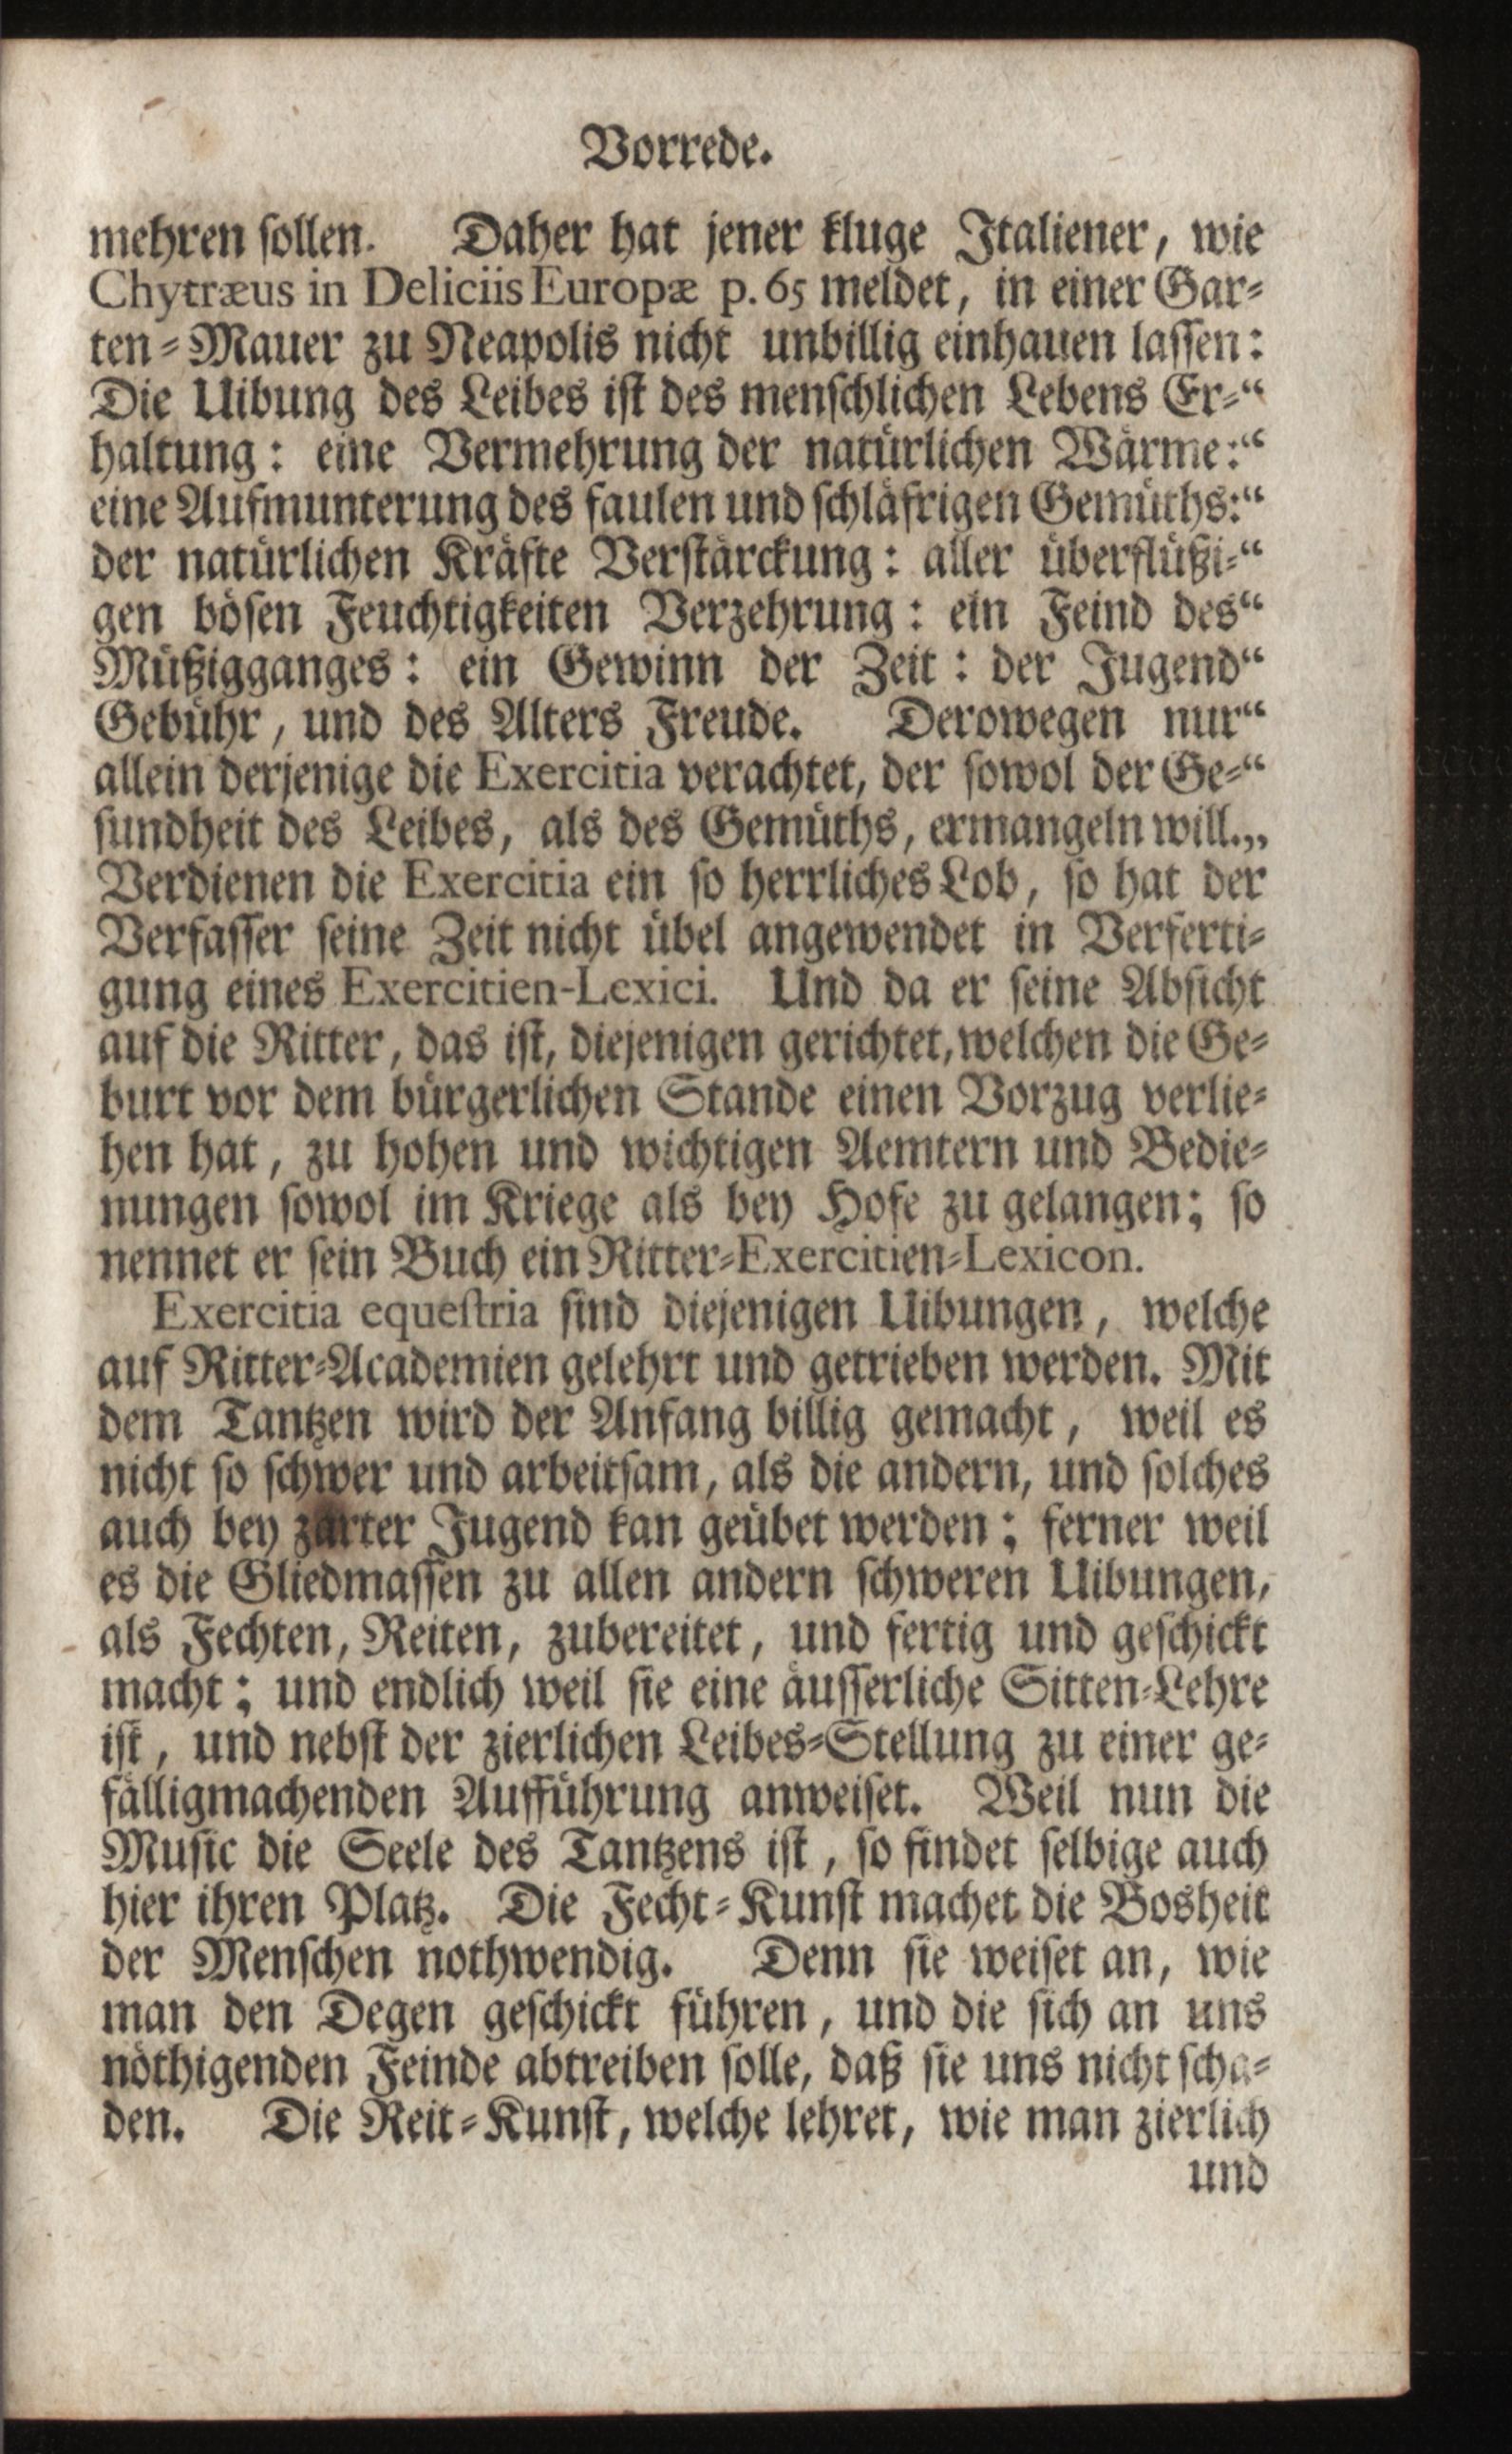 Vorrede.
mehren ſollen. Daher hat jener kluge Italiener, wie
Chytræus in Deliciis Europæ p. 65 meldet, in einer Gar⸗
ten⸗Mauer zu Neapolis nicht unbillig einhauen laſſen:
Die Uibung des Leibes iſt des menſchlichen Lebens Er⸗“
haltung: eine Vermehrung der natürlichen Wärme:“
eine Aufmunterung des faulen und ſchläfrigen Gemüths:“
der natürlichen Kräfte Verſtärckung: aller überflüßi⸗“
gen böſen Feuchtigkeiten Verzehrung: ein Feind des“
Müßigganges: ein Gewinn der Zeit: der Jugend“
Gebühr, und des Alters Freude. Derowegen nur“
allein derjenige die Exercitia verachtet, der ſowol der Ge⸗“
ſundheit des Leibes, als des Gemüths, ermangeln will.„
Verdienen die Exercitia ein ſo herrliches Lob, ſo hat der
Verfaſſer ſeine Zeit nicht übel angewendet in Verferti⸗
gung eines Exercitien-Lexici. Und da er ſeine Abſicht
auf die Ritter, das iſt, diejenigen gerichtet, welchen die Ge⸗
burt vor dem bürgerlichen Stande einen Vorzug verlie⸗
hen hat, zu hohen und wichtigen Aemtern und Bedie⸗
nungen ſowol im Kriege als bey Hofe zu gelangen; ſo
nennet er ſein Buch ein Ritter⸗Exercitien⸗Lexicon.
Exercitia equeſtria ſind diejenigen Uibungen, welche
auf Ritter⸗Academien gelehrt und getrieben werden. Mit
dem Tantzen wird der Anfang billig gemacht, weil es
nicht ſo ſchwer und arbeitſam, als die andern, und ſolches
auch bey zarter Jugend kan geübet werden; ferner weil
es die Gliedmaſſen zu allen andern ſchweren Uibungen,
als Fechten, Reiten, zubereitet, und fertig und geſchickt
macht; und endlich weil ſie eine äuſſerliche Sitten⸗Lehre
iſt, und nebſt der zierlichen Leibes⸗Stellung zu einer ge⸗
fälligmachenden Aufführung anweiſet. Weil nun die
Muſic die Seele des Tantzens iſt, ſo findet ſelbige auch
hier ihren Platz. Die Fecht⸗Kunſt machet die Bosheit
der Menſchen nothwendig. Denn ſie weiſet an, wie
man den Degen geſchickt führen, und die ſich an uns
nöthigenden Feinde abtreiben ſolle, daß ſie uns nicht ſcha⸗
den. Die Reit⸗Kunſt, welche lehret, wie man zierlich
und